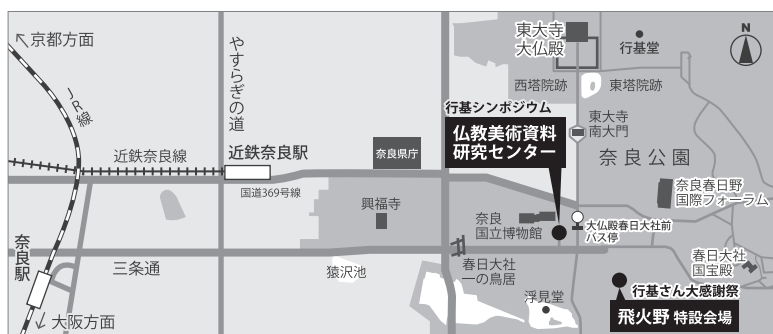 京都方面
JR線
やすらぎの道
近鉄奈良線
近鉄奈良駅
国道369号線
奈良県庁
興福寺
奈良駅
三条通
猿沢池
大阪方面
東大寺
大仏殿
行基堂
N
西塔院跡
東塔院跡
行基シンポジウム
仏教美術資料
研究センター
東大寺
南大門
奈良公園
奈良春日野
国際フォーラム
奈良
国立博物館
大仏殿春日大社前
バス停
春日大社
一の鳥居
春日大社
国宝殿
浮見堂
行基さん大感謝祭
飛火野 特設会場